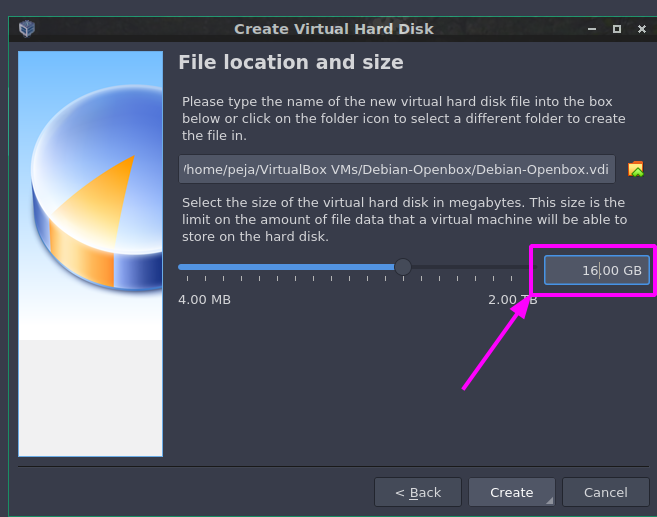 Create Virtual Hard Disk
File location and size
Please type the name of the new virtual hard disk file into the box
below or click on the folder icon to select a different folder to create
the file in.
/home/peja/VirtualBox VMs/Debian-Openbox/Debian-Openbox.vdi
Select the size of the virtual hard disk in megabytes. This size is the
limit on the amount of file data that a virtual machine will be able to
store on the hard disk.
16.00 GB
4.00 MB 2.00 TB
< Back Create Cancel